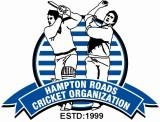 HAMPTON ROADS
CRICKET ORGANIZATION
ESTD:1999